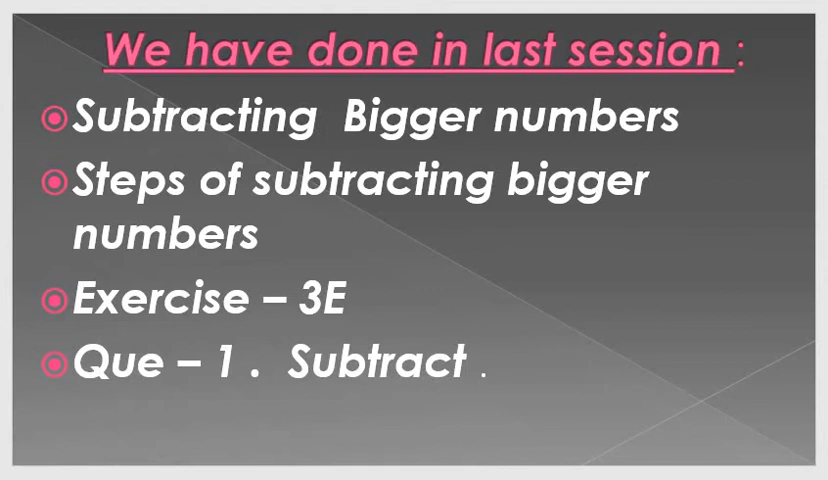 We have done in last session :
Subtracting Bigger numbers
Steps of subtracting bigger
numbers
Exercise – 3E
Que – 1 . Subtract .